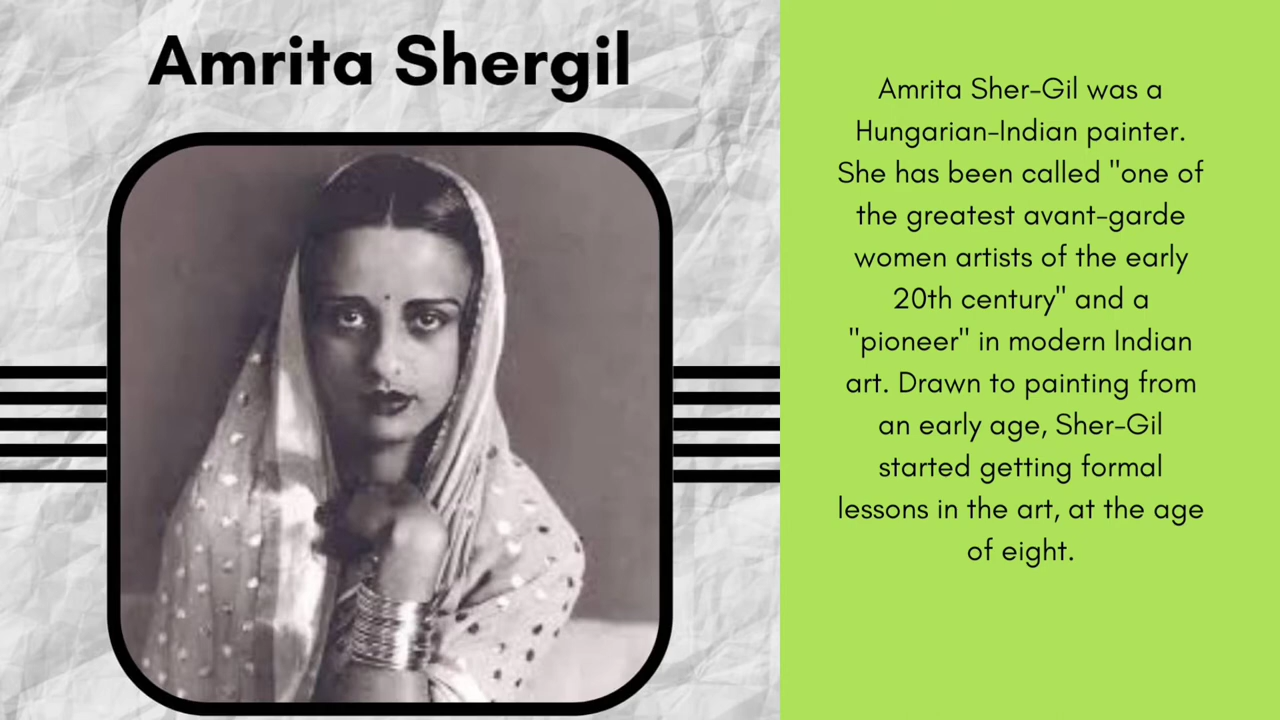 Amrita Shergil
Amrita Sher-Gil was a
Hungarian-Indian painter.
She has been called "one of
the greatest avant-garde
women artists of the early
20th century" and a
"pioneer" in modern Indian
art. Drawn to painting from
an early age, Sher-Gil
started getting formal
lessons in the art, at the age
of eight.